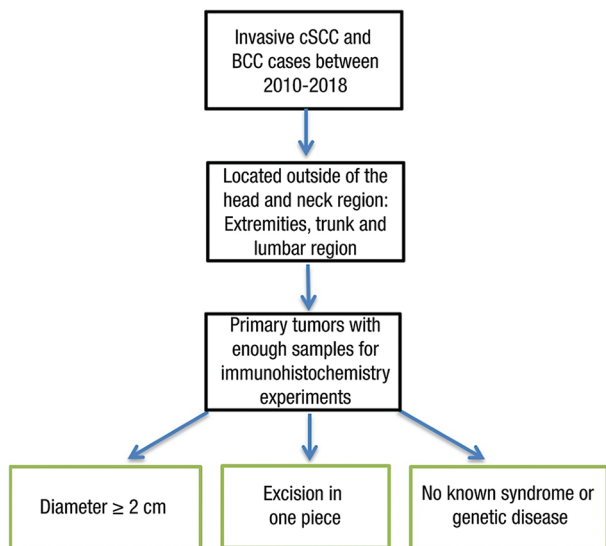 Invasive cSCC and
BCC cases between
2010-2018
Located outside of the
head and neck region:
Extremities, trunk and
lumbar region
Primary tumors with
enough samples for
immunohistochemistry
experiments
Diameter ≥ 2 cm
Excision in
one piece
No known syndrome or
genetic disease